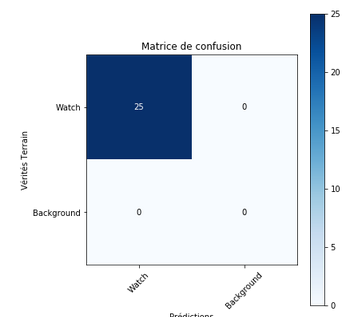 Matrice de confusion
25
20
15
10
5
0
Vérités Terrain
Watch
25
0
Background
0
0
Watch
Background
Prédictions